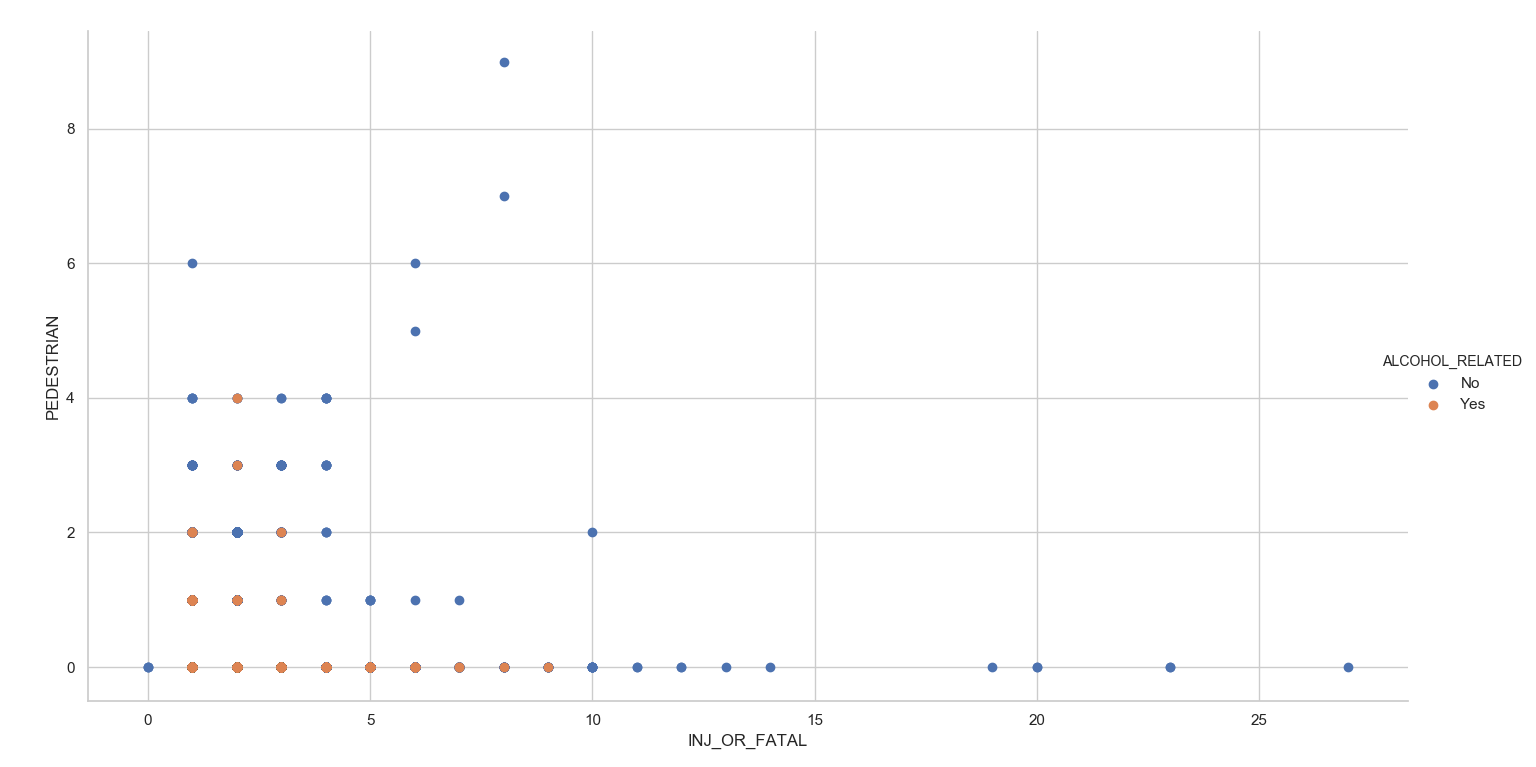 8
6
4
2
0
PEDESTRIAN
0 5 10 15 20 25
INJ_OR_FATAL
ALCOHOL_RELATED
No
Yes